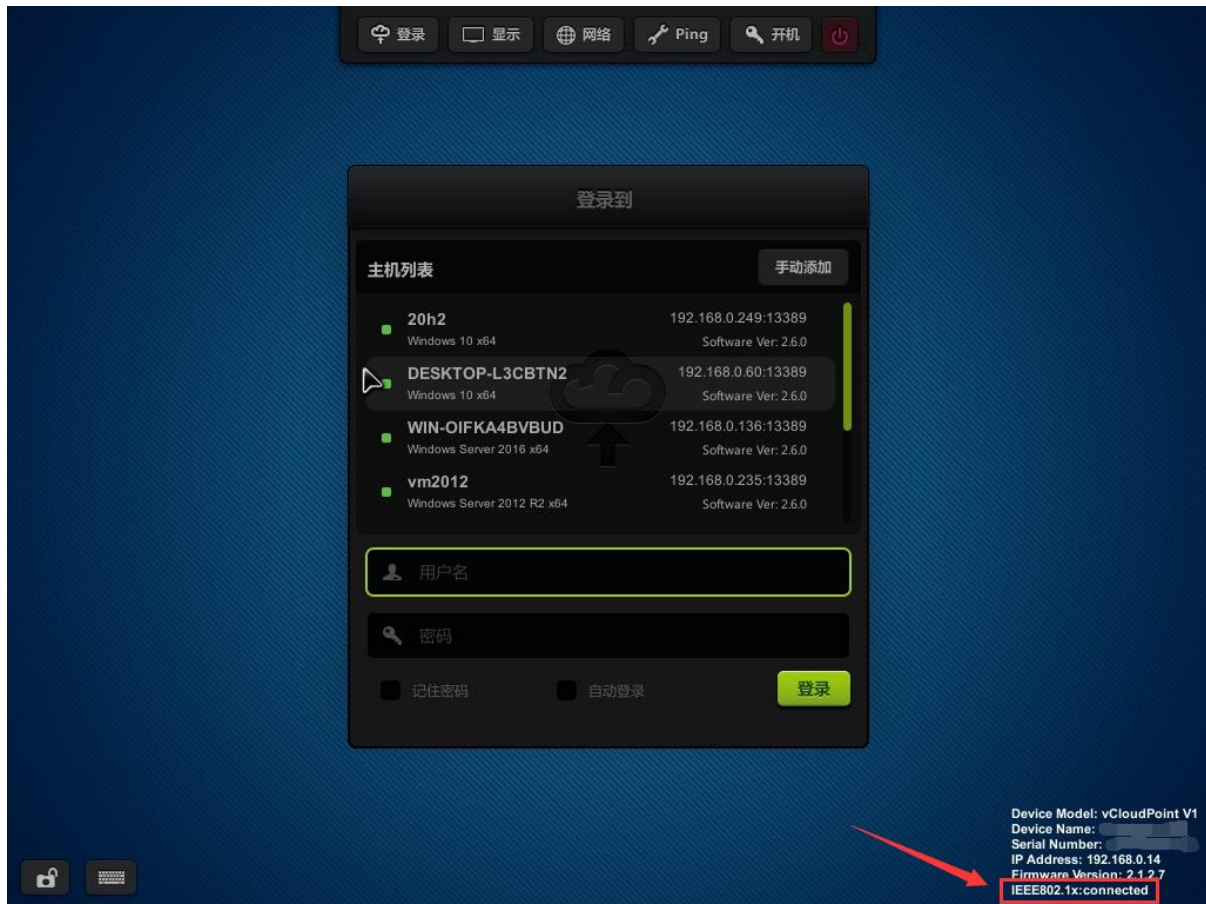 登录 显示 网络 Ping 开机
登录到
主机列表 手动添加
20h2 192.168.0.249:13389
Windows 10 x64 Software Ver: 2.6.0
DESKTOP-L3CBTN2 192.168.0.60:13389
Windows 10 x64 Software Ver: 2.6.0
WIN-OIFKA4BVBUD 192.168.0.136:13389
Windows Server 2016 x64 Software Ver: 2.6.0
vm2012 192.168.0.235:13389
Windows Server 2012 R2 x64 Software Ver: 2.6.0
用户名
密码
记住密码 自动登录 登录
Device Model: vCloudPoint V1
Device Name:
Serial Number:
IP Address: 192.168.0.14
Firmware Version: 2.1.2.7
IEEE802.1x:connected